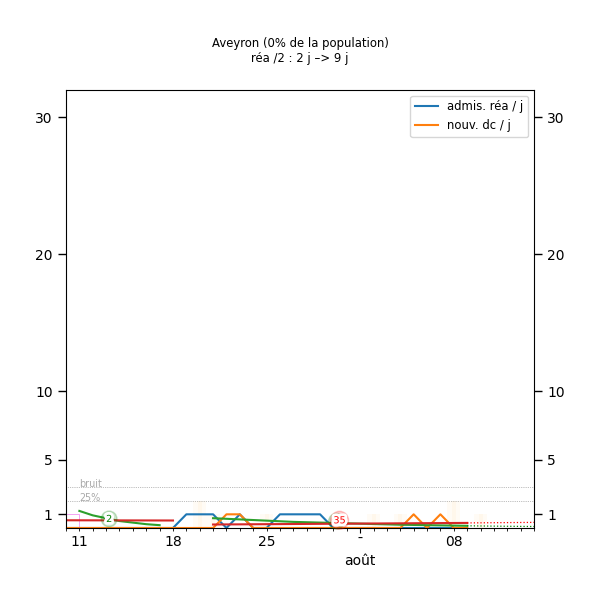 Aveyron (0% de la population)
réa /2 : 2 j –> 9 j
admis. réa / j
nouv. dc / j
30 30
20 20
10 10
5 5
bruit
25%
1 2 35 1
11 18 25 - 08
août